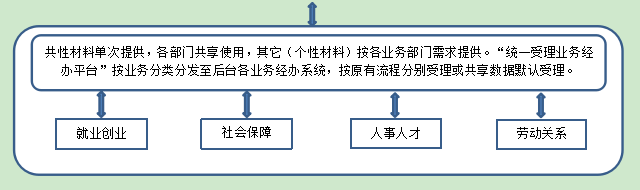 共性材料单次提供，各部门共享使用，其它（个性材料）按各业务部门需求提供。“统一受理业务经
办平台”按业务分类分发至后台各业务经办系统，按原有流程分别受理或共享数据默认受理。
就业创业
社会保障
人事人才
劳动关系